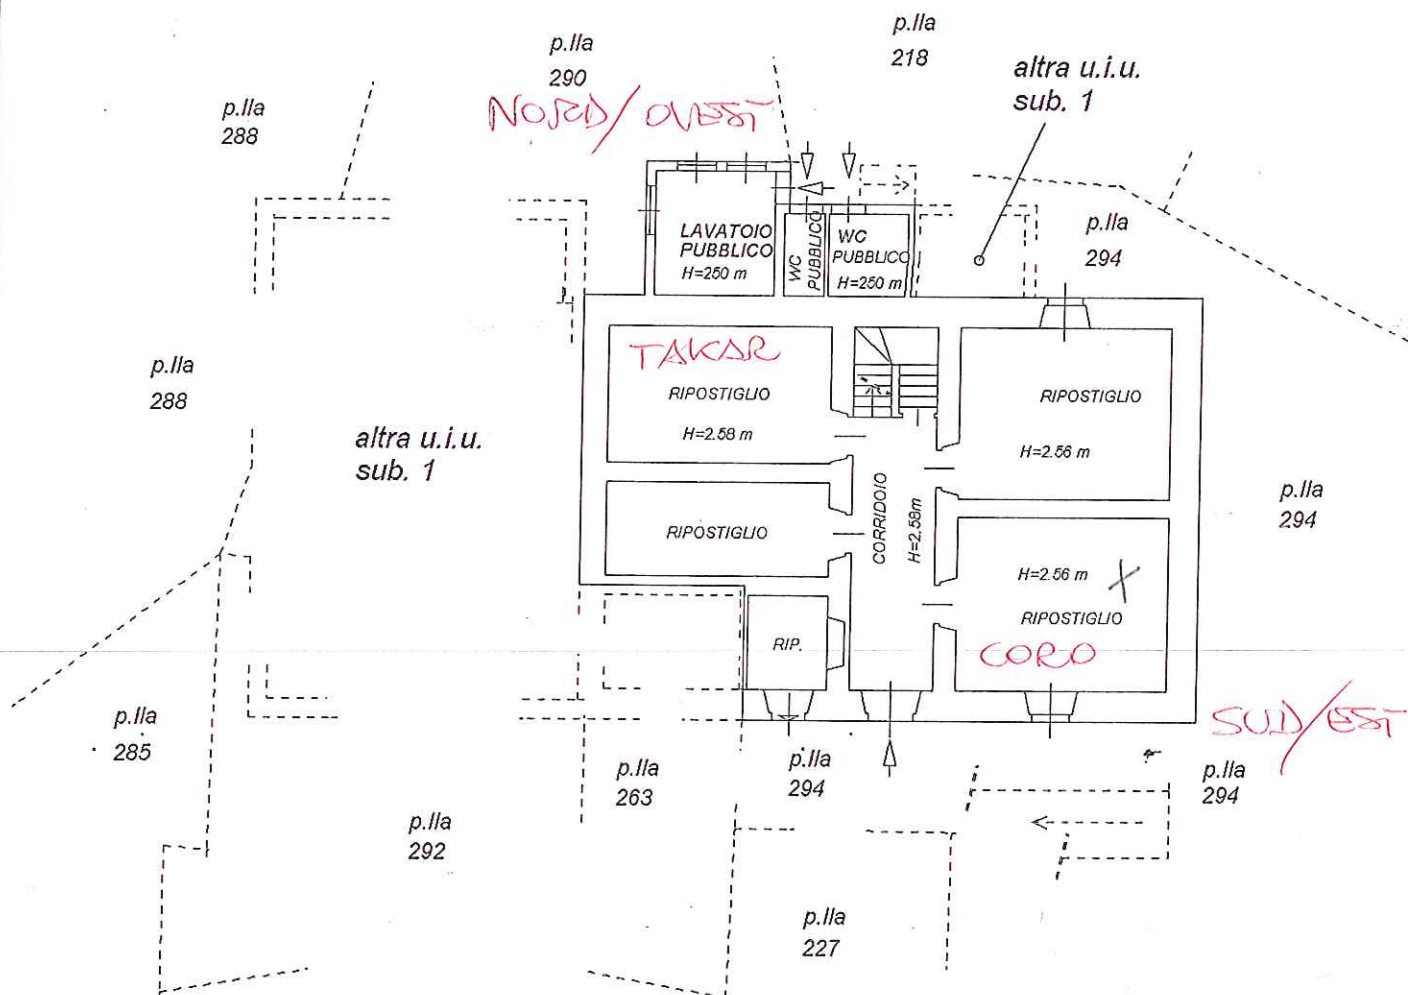 p.lla
218
p.lla
290
altra u.i.u.
sub. 1
p.lla
288
NORD/OVEST
LAVATOIO
PUBBLICO
H=250 m
WC
PUBBLICO
WC
PUBBLICO
H=250 m
p.lla
294
TAKAR
RIPOSTIGLIO
H=2.58 m
RIPOSTIGLIO
H=2.56 m
p.lla
288
altra u.i.u.
sub. 1
CORRIDOIO
H=2.58m
p.lla
294
RIPOSTIGLIO
H=2.56 m
X
RIPOSTIGLIO
CORO
RIP.
SUD/EST
p.lla
285
p.lla
263
p.lla
294
p.lla
294
p.lla
292
p.lla
227